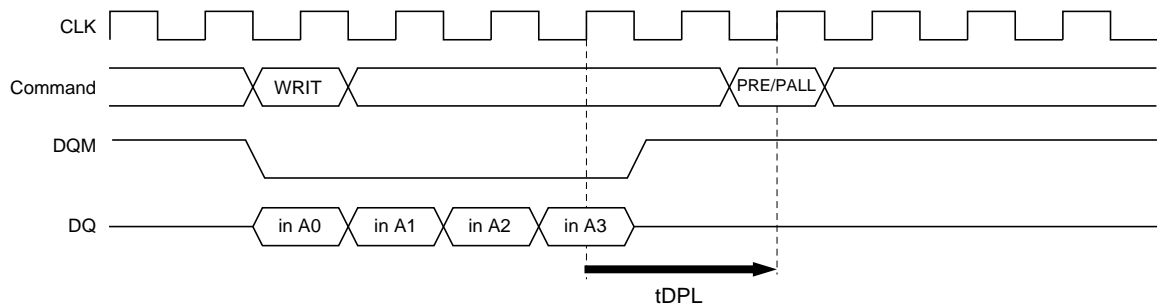 CLK
Command
WRIT
PRE/PALL
DQM
DQ
in A0
in A1
in A2
in A3
tDPL